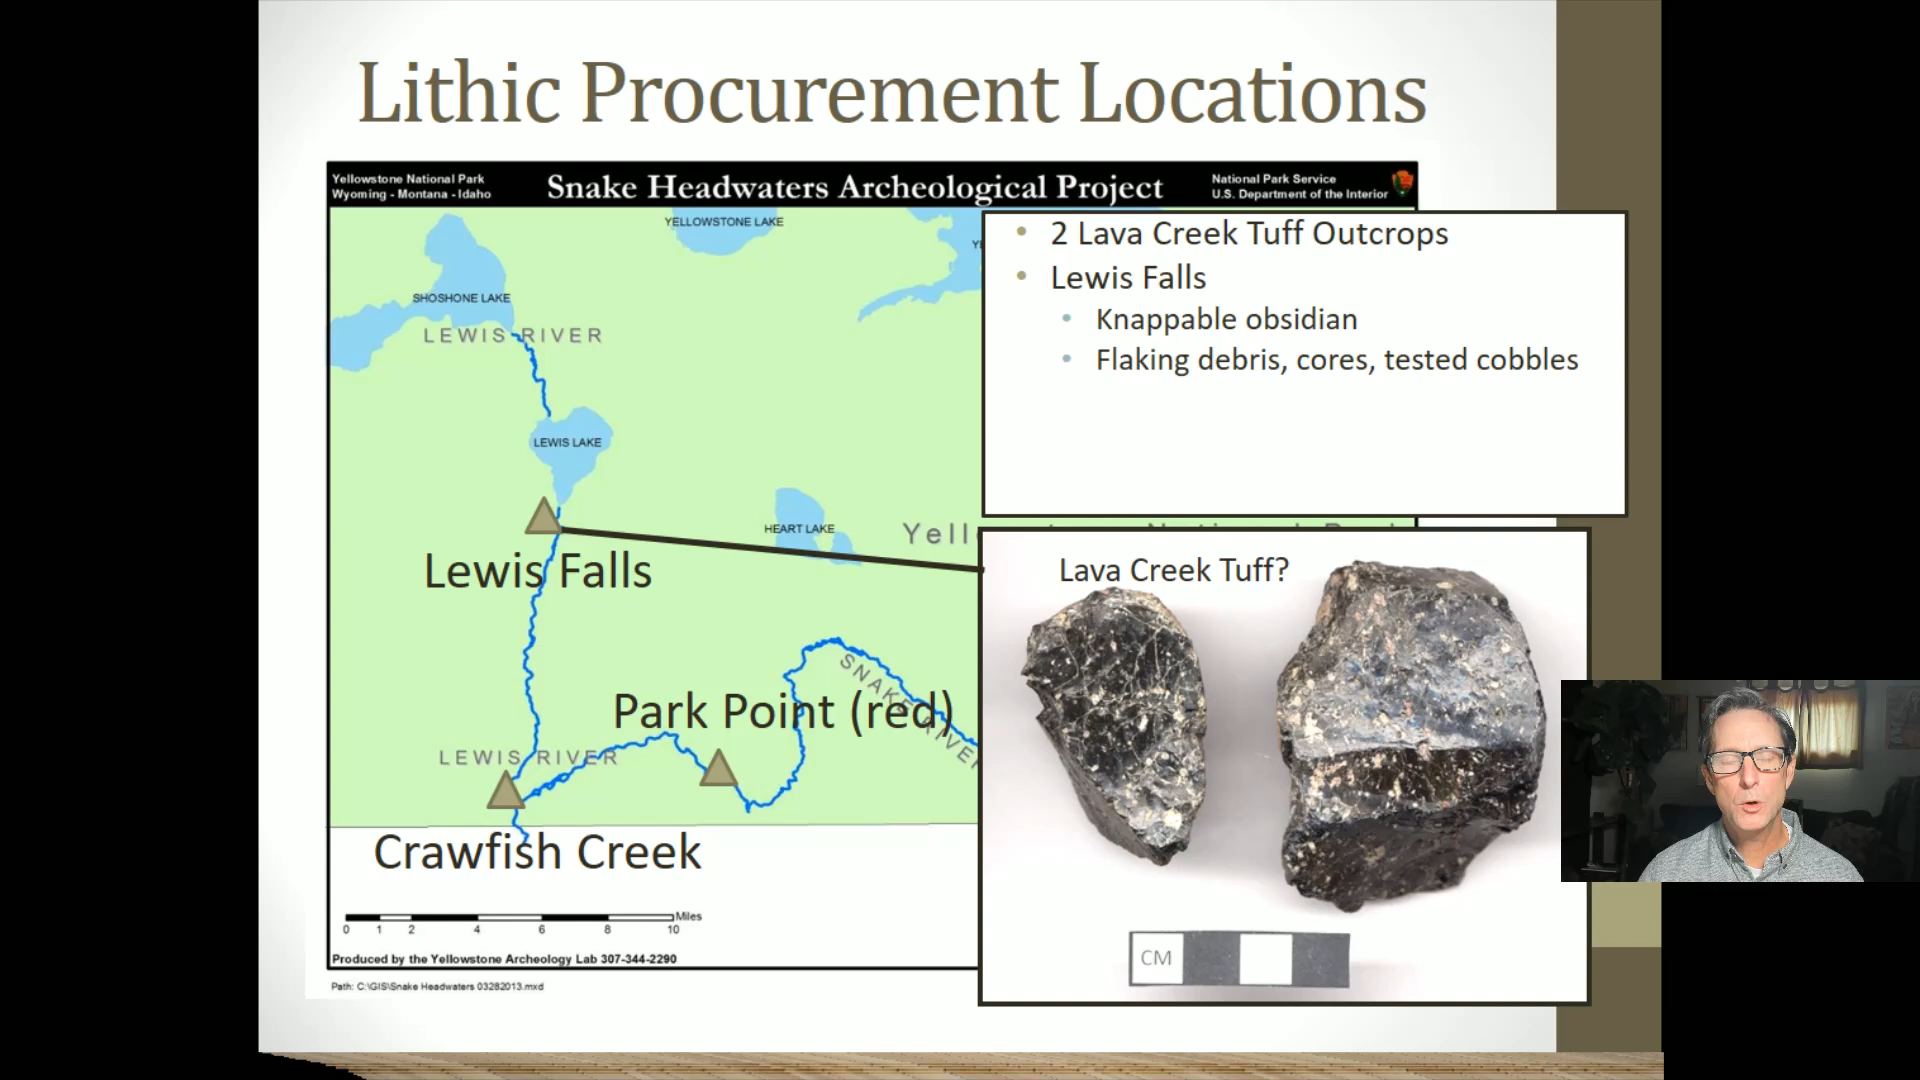 Lithic Procurement Locations
Yellowstone National Park
Wyoming - Montana - Idaho
Snake Headwaters Archeological Project
National Park Service
U.S. Department of the Interior
YELLOWSTONE LAKE
SHOSHONE LAKE
LEWIS RIVER
LEWIS LAKE
HEART LAKE
Lewis Falls
Park Point (red)
SNAKE RIVER
LEWIS RIVER
Crawfish Creek
Miles
0 1 2 4 6 8 10
Produced by the Yellowstone Archeology Lab 307-344-2290
Path: C:\GIS\Snake Headwaters 03282013.mxd
• 2 Lava Creek Tuff Outcrops
• Lewis Falls
• Knappable obsidian
• Flaking debris, cores, tested cobbles
Lava Creek Tuff?
CM